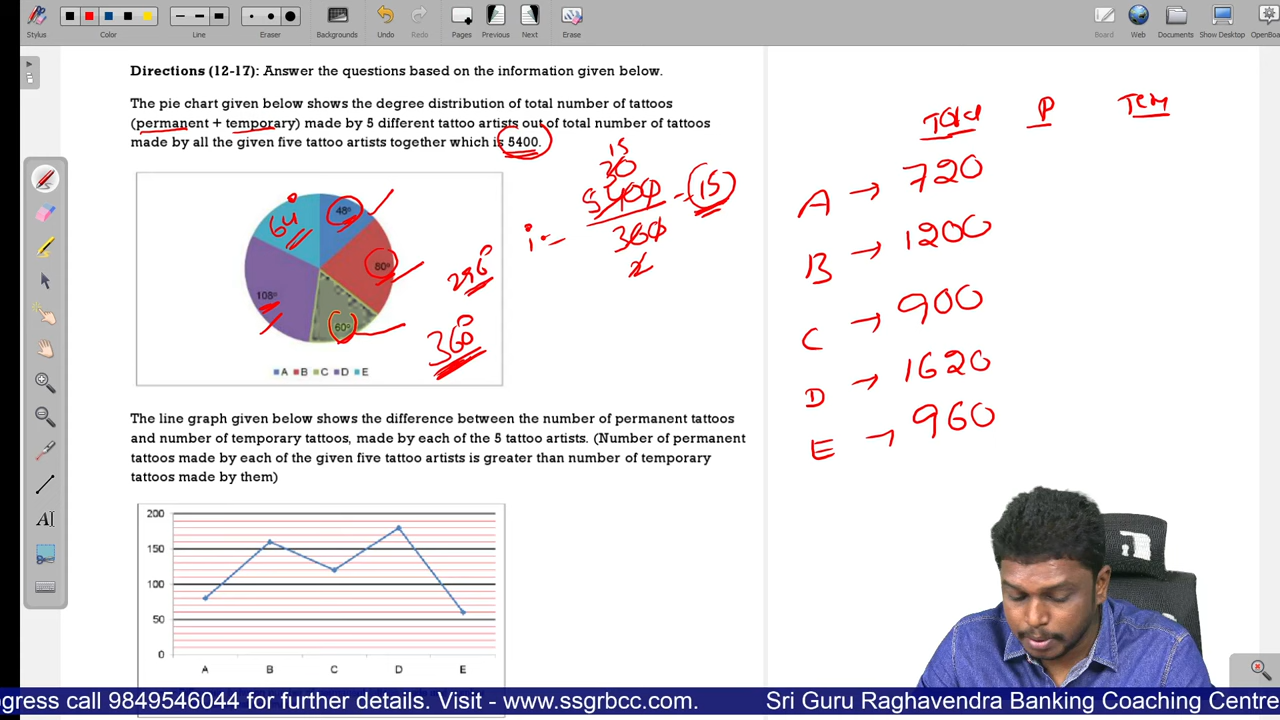 Stylus
Color
Line
Eraser
Backgrounds
Undo
Redo
Pages
Previous
Next
Erase
Board
Web
Documents
Show Desktop
OpenBoa
Directions (12-17): Answer the questions based on the information given below.
The pie chart given below shows the degree distribution of total number of tattoos
(permanent + temporary) made by 5 different tatoo artists out of total number of tattoos
made by all the given five tattoo artists together which is 5400.
64°
48°
80°
60°
108°
296°
360°
A B C D E
15
30
5400
360
= 15
Total P Tem
A → 720
B → 1200
C → 900
D → 1620
E → 960
The line graph given below shows the difference between the number of permanent tattoos
and number of temporary tattoos, made by each of the 5 tattoo artists. (Number of permanent
tattoos made by each of the given five tattoo artists is greater than number of temporary
tattoos made by them)
200
150
100
50
0
A B C D E
AI
ogress call 9849546044 for further details. Visit - www.ssgrbcc.com. Sri Guru Raghavendra Banking Coaching Centre